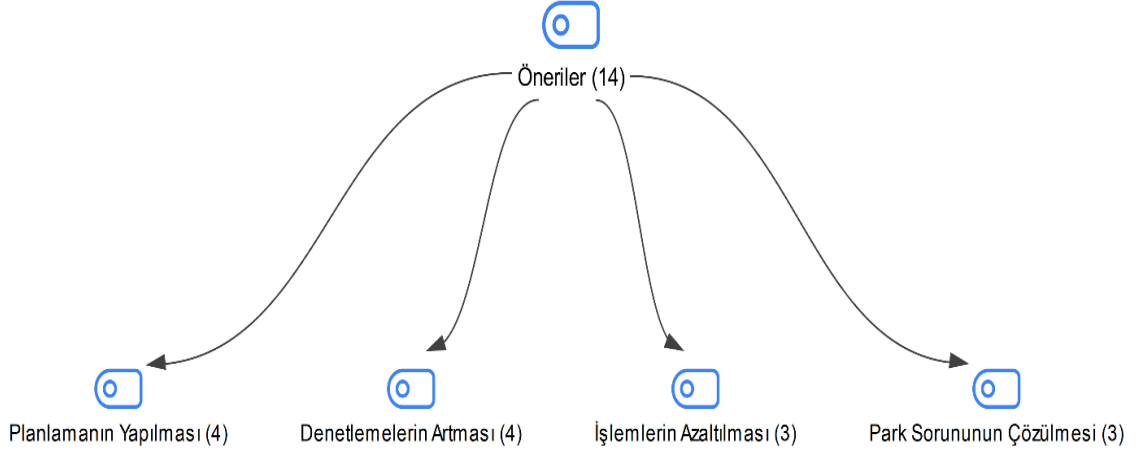 Öneriler (14)
Planlamanın Yapılması (4)
Denetlemelerin Artması (4)
İşlemlerin Azaltılması (3)
Park Sorununun Çözülmesi (3)